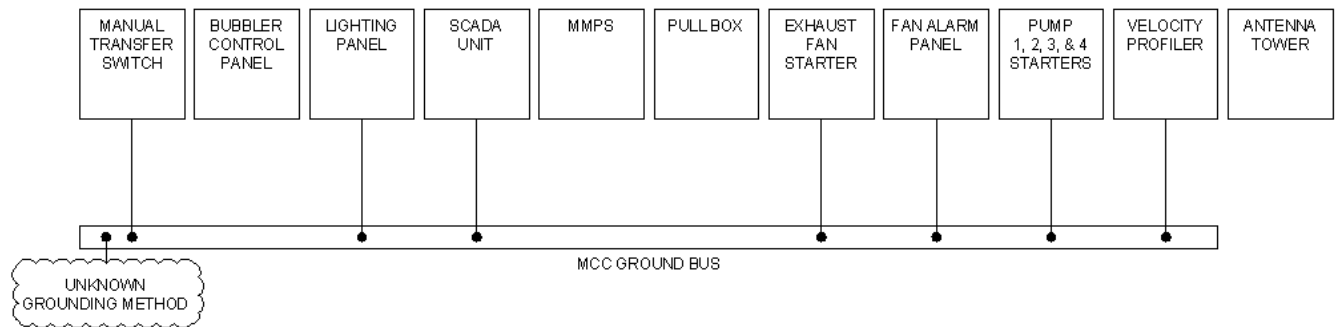 MANUAL
TRANSFER
SWITCH
BUBBLER
CONTROL
PANEL
LIGHTING
PANEL
SCADA
UNIT
MMPS
PULL BOX
EXHAUST
FAN
STARTER
FAN ALARM
PANEL
PUMP
1, 2, 3, & 4
STARTERS
VELOCITY
PROFILER
ANTENNA
TOWER
MCC GROUND BUS
UNKNOWN
GROUNDING METHOD